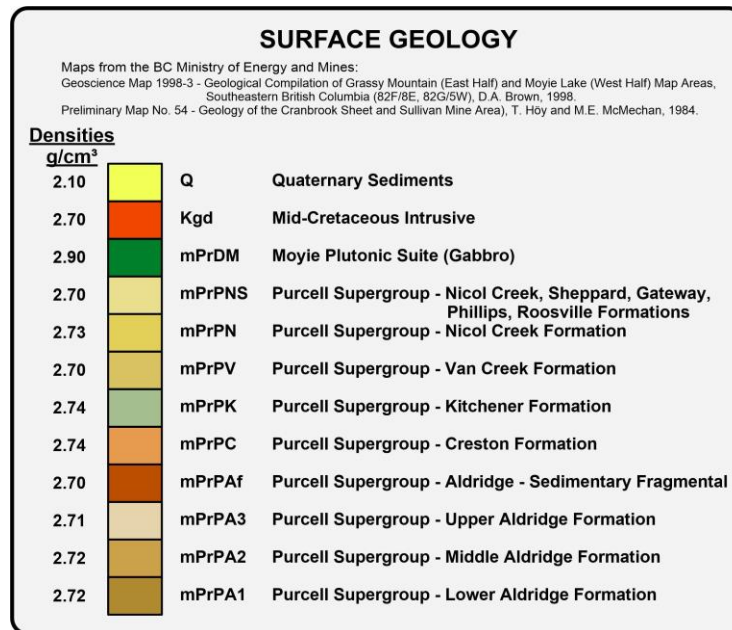 SURFACE GEOLOGY
Maps from the BC Ministry of Energy and Mines:
Geoscience Map 1998-3 - Geological Compilation of Grassy Mountain (East Half) and Moyie Lake (West Half) Map Areas,
Southeastern British Columbia (82F/8E, 82G/5W), D.A. Brown, 1998.
Preliminary Map No. 54 - Geology of the Cranbrook Sheet and Sullivan Mine Area), T. Höy and M.E. McMechan, 1984.
Densities
g/cm³
2.10 Q Quaternary Sediments
2.70 Kgd Mid-Cretaceous Intrusive
2.90 mPrDM Moyie Plutonic Suite (Gabbro)
2.70 mPrPNS Purcell Supergroup - Nicol Creek, Sheppard, Gateway,
Phillips, Roosville Formations
2.73 mPrPN Purcell Supergroup - Nicol Creek Formation
2.70 mPrPV Purcell Supergroup - Van Creek Formation
2.74 mPrPK Purcell Supergroup - Kitchener Formation
2.74 mPrPC Purcell Supergroup - Creston Formation
2.70 mPrPAf Purcell Supergroup - Aldridge - Sedimentary Fragmental
2.71 mPrPA3 Purcell Supergroup - Upper Aldridge Formation
2.72 mPrPA2 Purcell Supergroup - Middle Aldridge Formation
2.72 mPrPA1 Purcell Supergroup - Lower Aldridge Formation